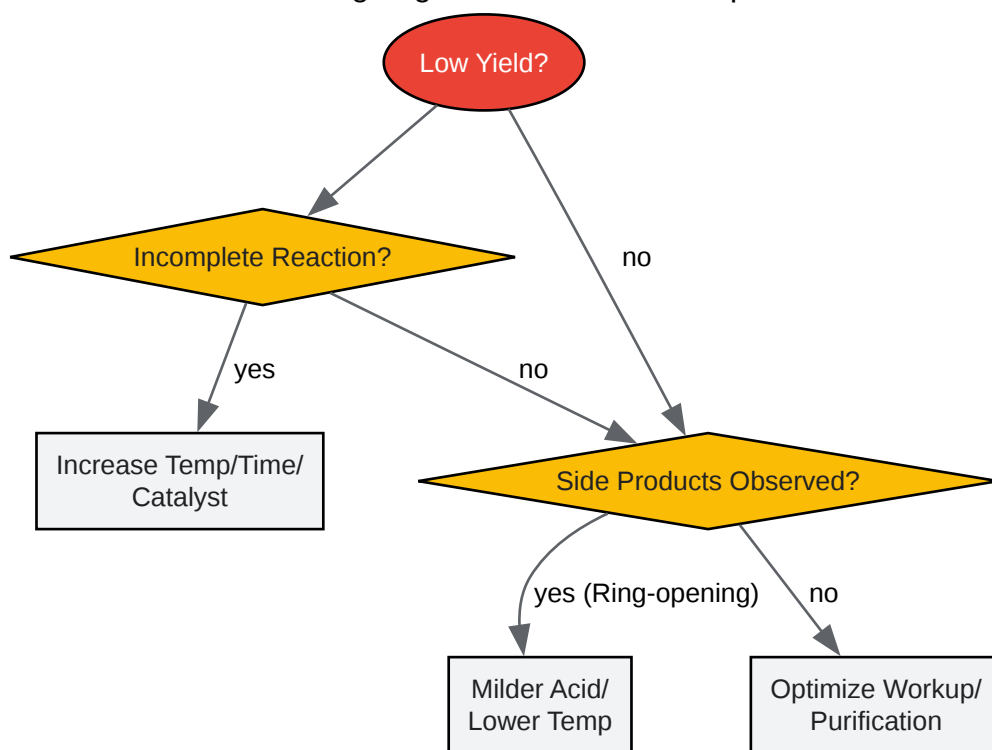 Low Yield?
Incomplete Reaction?
no
yes
no
Increase Temp/Time/
Catalyst
Side Products Observed?
yes (Ring-opening)
no
Milder Acid/
Lower Temp
Optimize Workup/
Purification